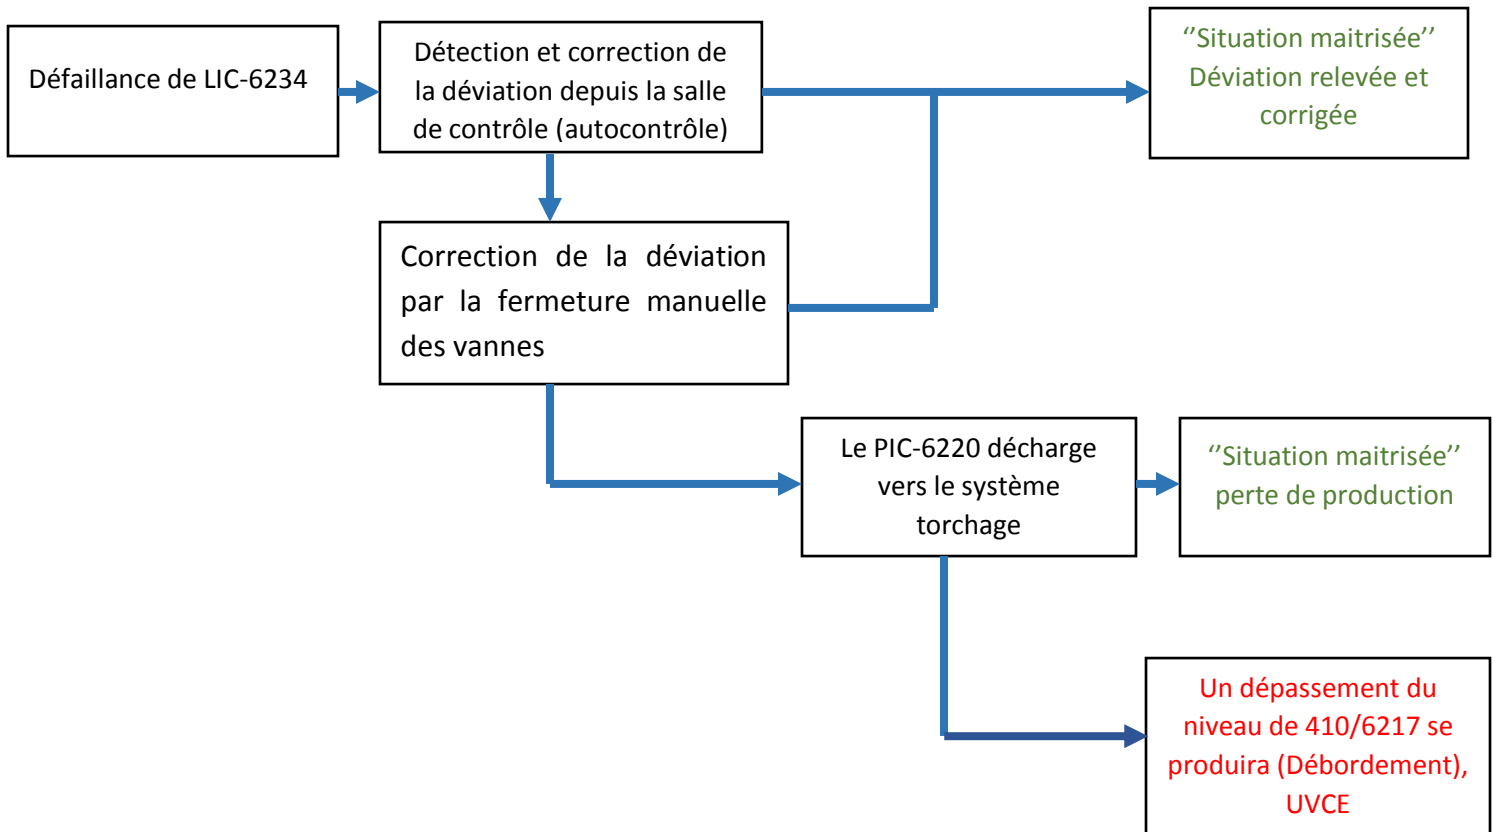 Défaillance de LIC-6234
Détection et correction de
la déviation depuis la salle
de contrôle (autocontrôle)
‘’Situation maitrisée’’
Déviation relevée et
corrigée
Correction de la déviation
par la fermeture manuelle
des vannes
Le PIC-6220 décharge
vers le système
torchage
‘’Situation maitrisée’’
perte de production
Un dépassement du
niveau de 410/6217 se
produira (Débordement),
UVCE